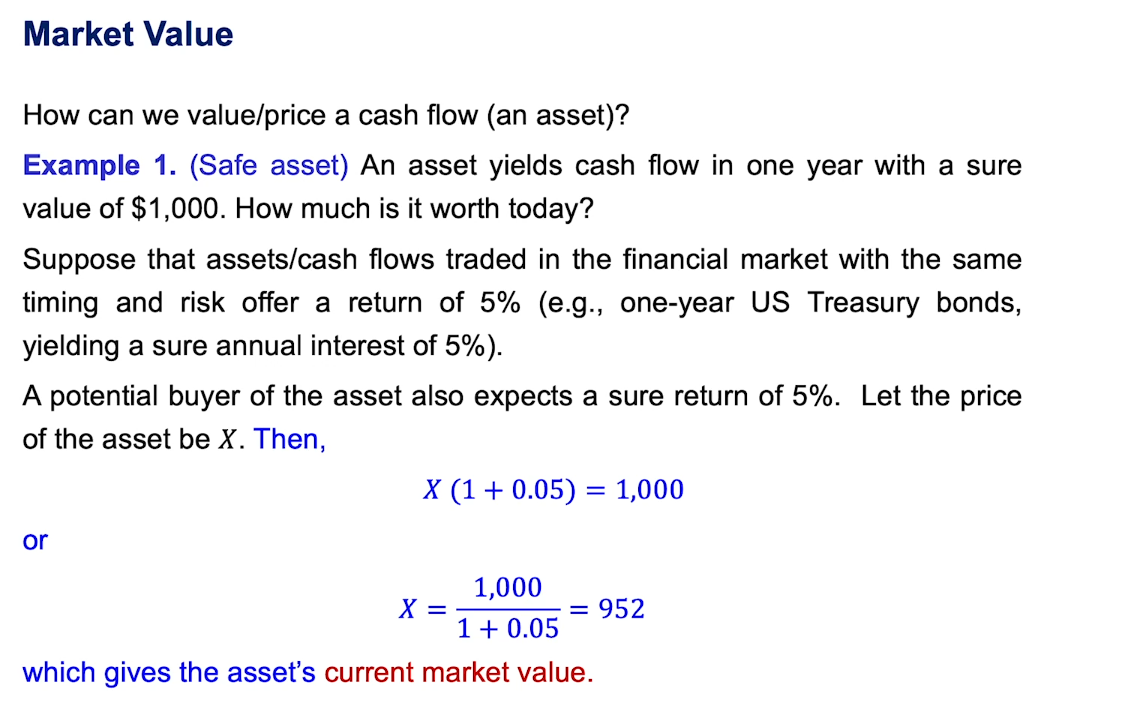 Market Value
How can we value/price a cash flow (an asset)?
Example 1. (Safe asset) An asset yields cash flow in one year with a sure
value of $1,000. How much is it worth today?
Suppose that assets/cash flows traded in the financial market with the same
timing and risk offer a return of 5% (e.g., one-year US Treasury bonds,
yielding a sure annual interest of 5%).
A potential buyer of the asset also expects a sure return of 5%. Let the price
of the asset be X. Then,
X (1 + 0.05) = 1,000
or
X = 1,000 / 1 + 0.05 = 952
which gives the asset's current market value.